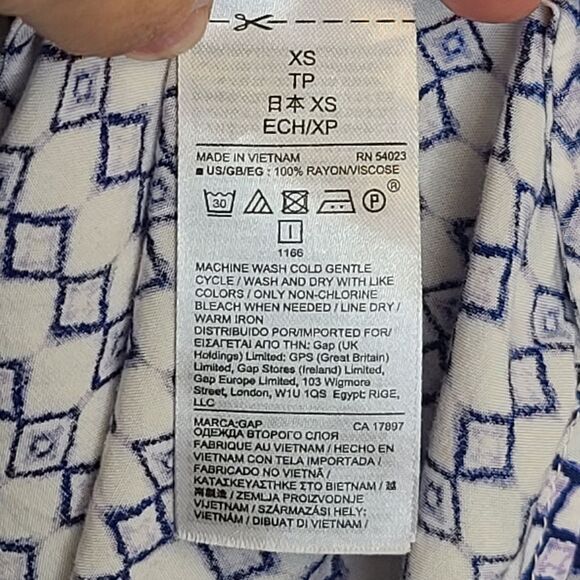 XS
TP
日本 XS
ECH/XP
MADE IN VIETNAM RN 54023
■ US/GB/EG : 100% RAYON/VISCOSE
30 P ®
I
1166
MACHINE WASH COLD GENTLE
CYCLE / WASH AND DRY WITH LIKE
COLORS / ONLY NON-CHLORINE
BLEACH WHEN NEEDED / LINE DRY /
WARM IRON
DISTRIBUIDO POR/IMPORTED FOR/
ΕΙΣΑΓΕΤΑΙ ΑΠΟ ΤΗΝ: Gap (UK
Holdings) Limited: GPS (Great Britain)
Limited, Gap Stores (Ireland) Limited,
Gap Europe Limited, 103 Wigmore
Street, London, W1U 1QS Egypt: RIGE,
LLC
MARCA:GAP CA 17897
ОДЕЖДА ВТОРОГО СЛОЯ
FABRIQUE AU VIETNAM / HECHO EN
VIETNAM CON TELA IMPORTADA /
FABRICADO NO VIETNÃ /
ΚΑΤΑΣΚΕΥΑΣΤΗΚΕ ΣΤΟ ΒΙΕΤΝΑΜ / 越
南製造 / ZEMLJA PROIZVODNJE
VIJETNAM / SZÁRMAZÁSI HELY:
VIETNÁM / DIBUAT DI VIETNAM /